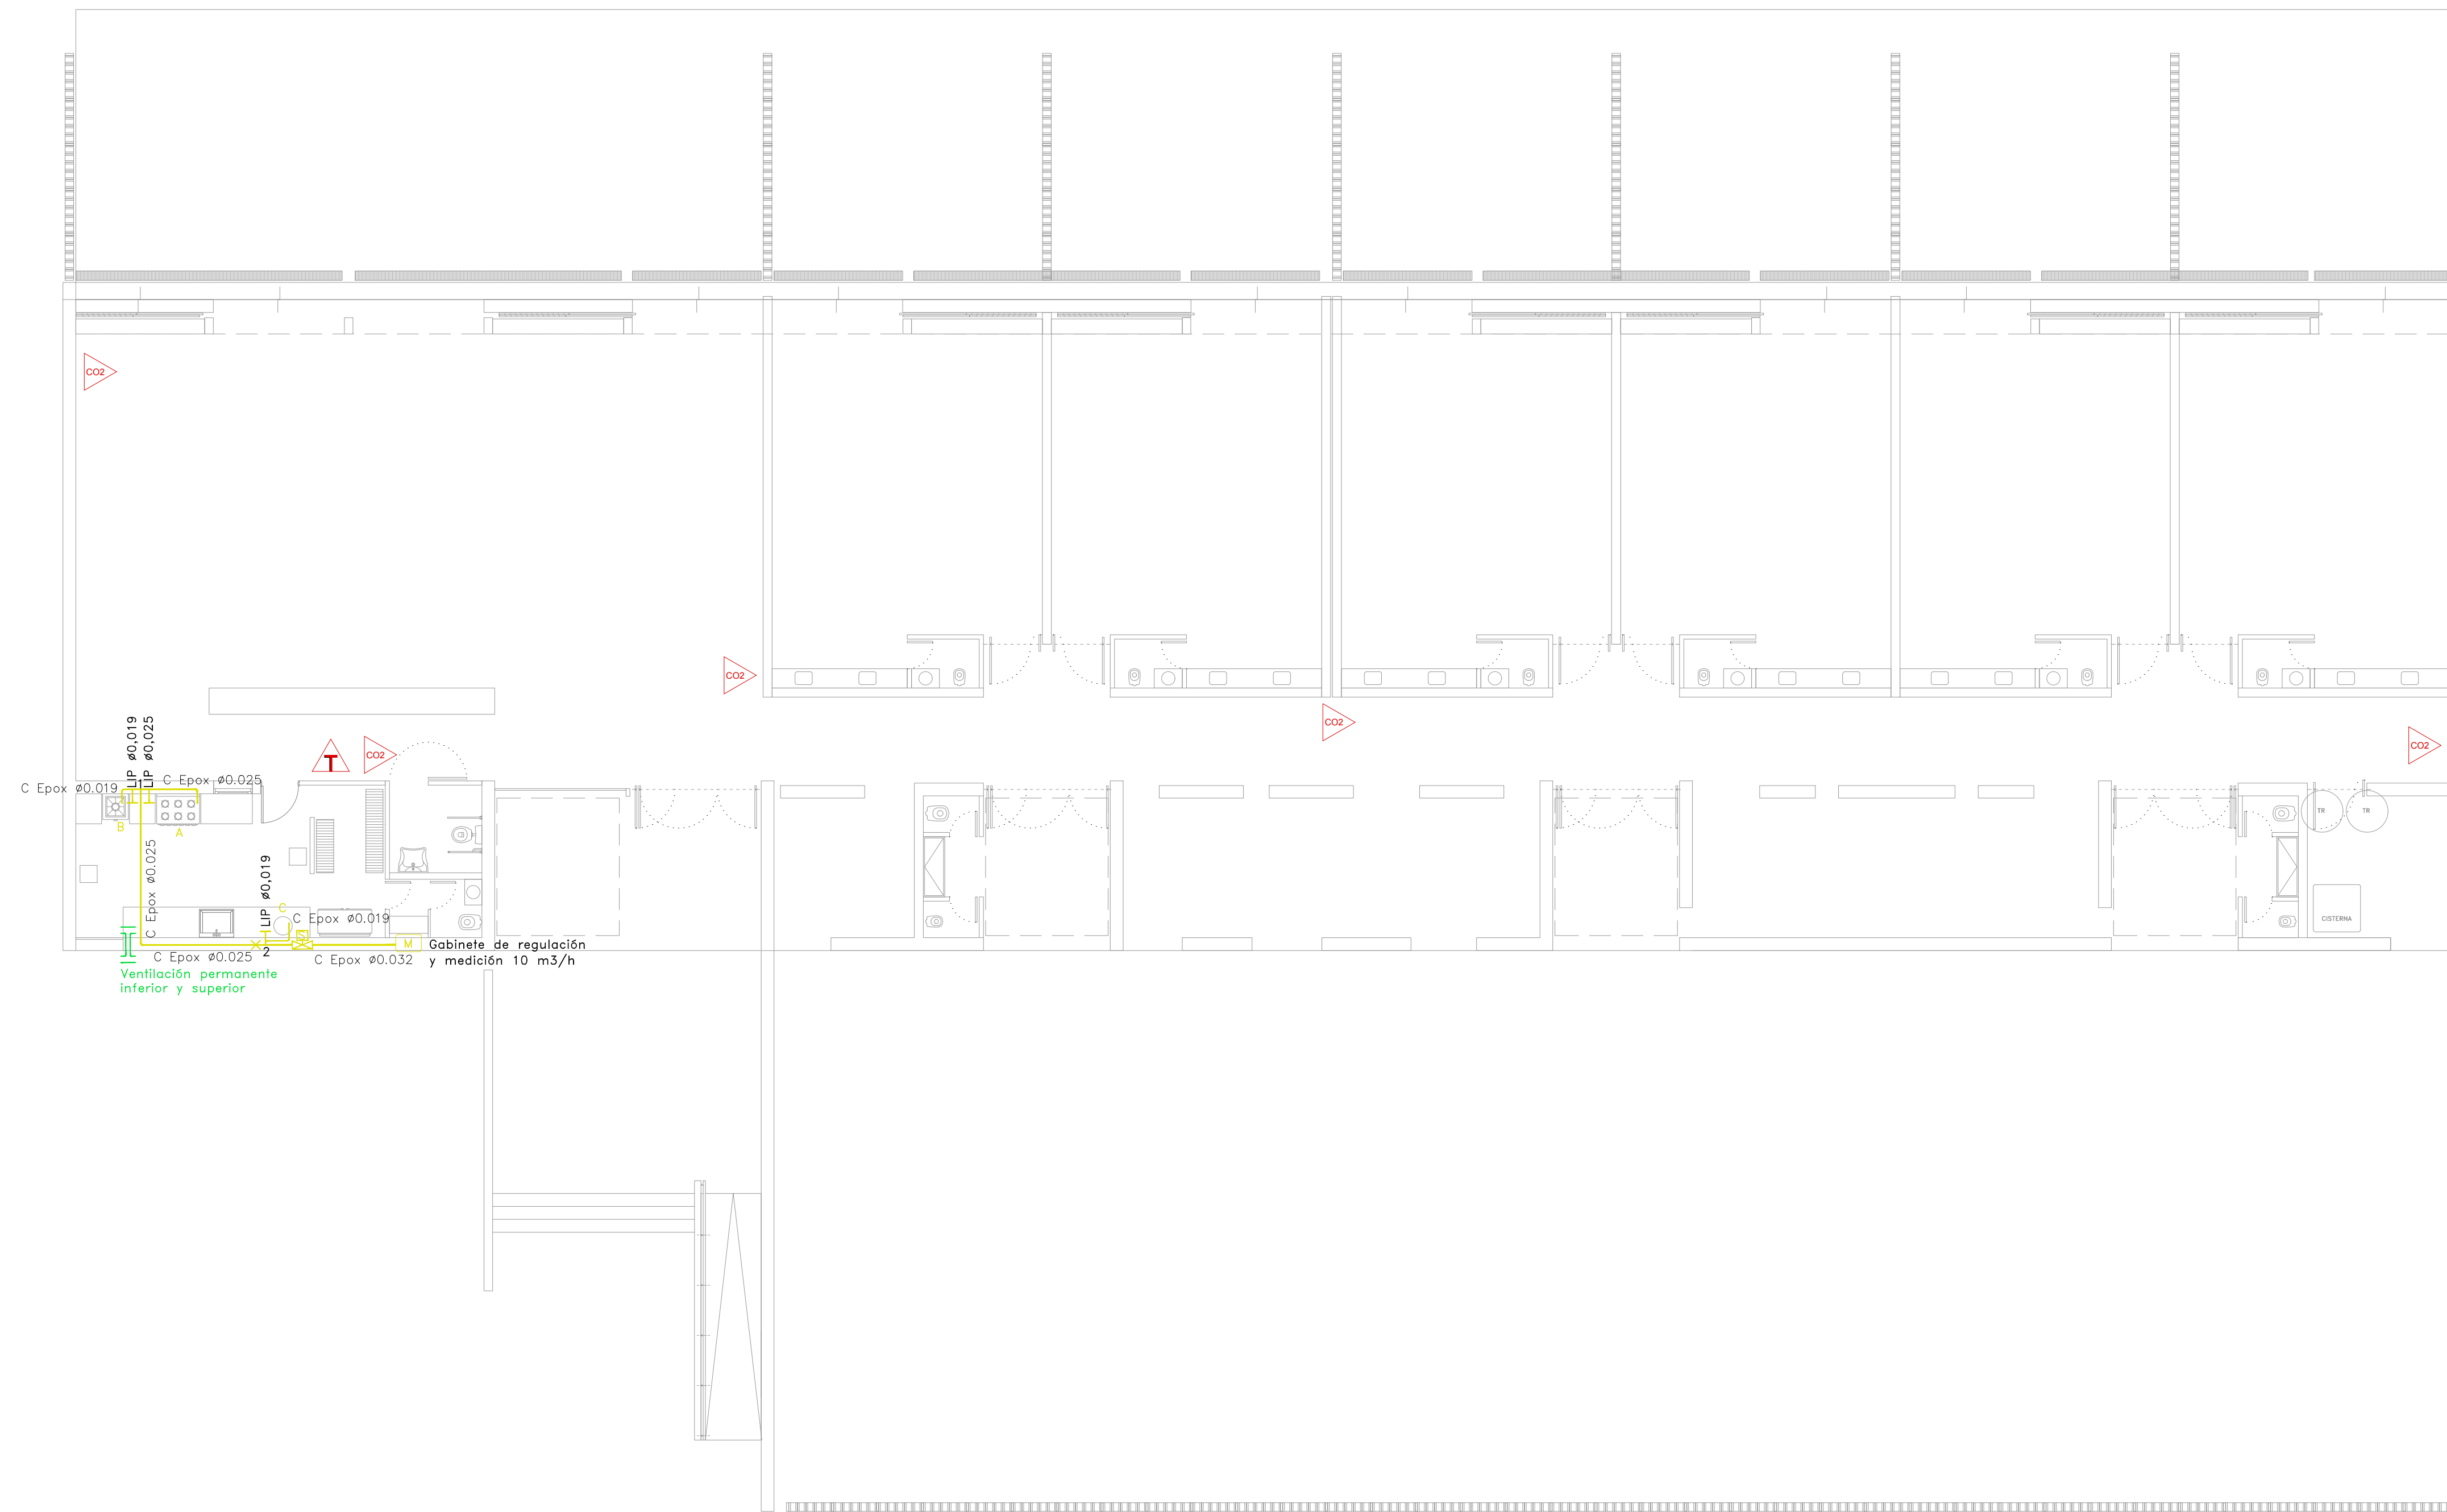 CO2
CO2
CO2
CO2
CO2
T
LIP ø0,019
LIP ø0,025
1
C Epox ø0.025
C Epox ø0.019
B
A
C Epox ø0.025
LIP ø0,019
C
C Epox ø0.019
S
M
2
C Epox ø0.025
C Epox ø0.032
Gabinete de regulación
y medición 10 m3/h
Ventilación permanente
inferior y superior
TR
TR
CISTERNA